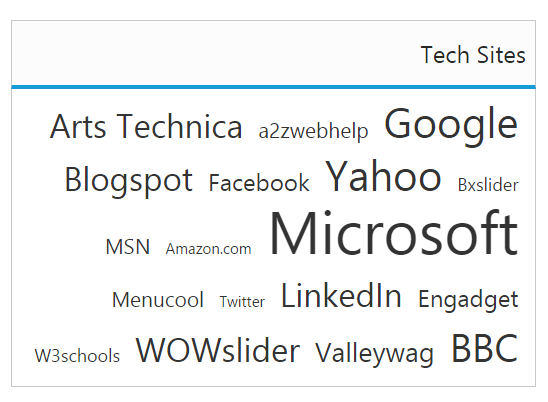 Tech Sites
Arts Technica a2zwebhelp Google
Blogspot Facebook Yahoo Bxslider
MSN Amazon.com Microsoft
Menucool Twitter LinkedIn Engadget
W3schools WOWslider Valleywag BBC